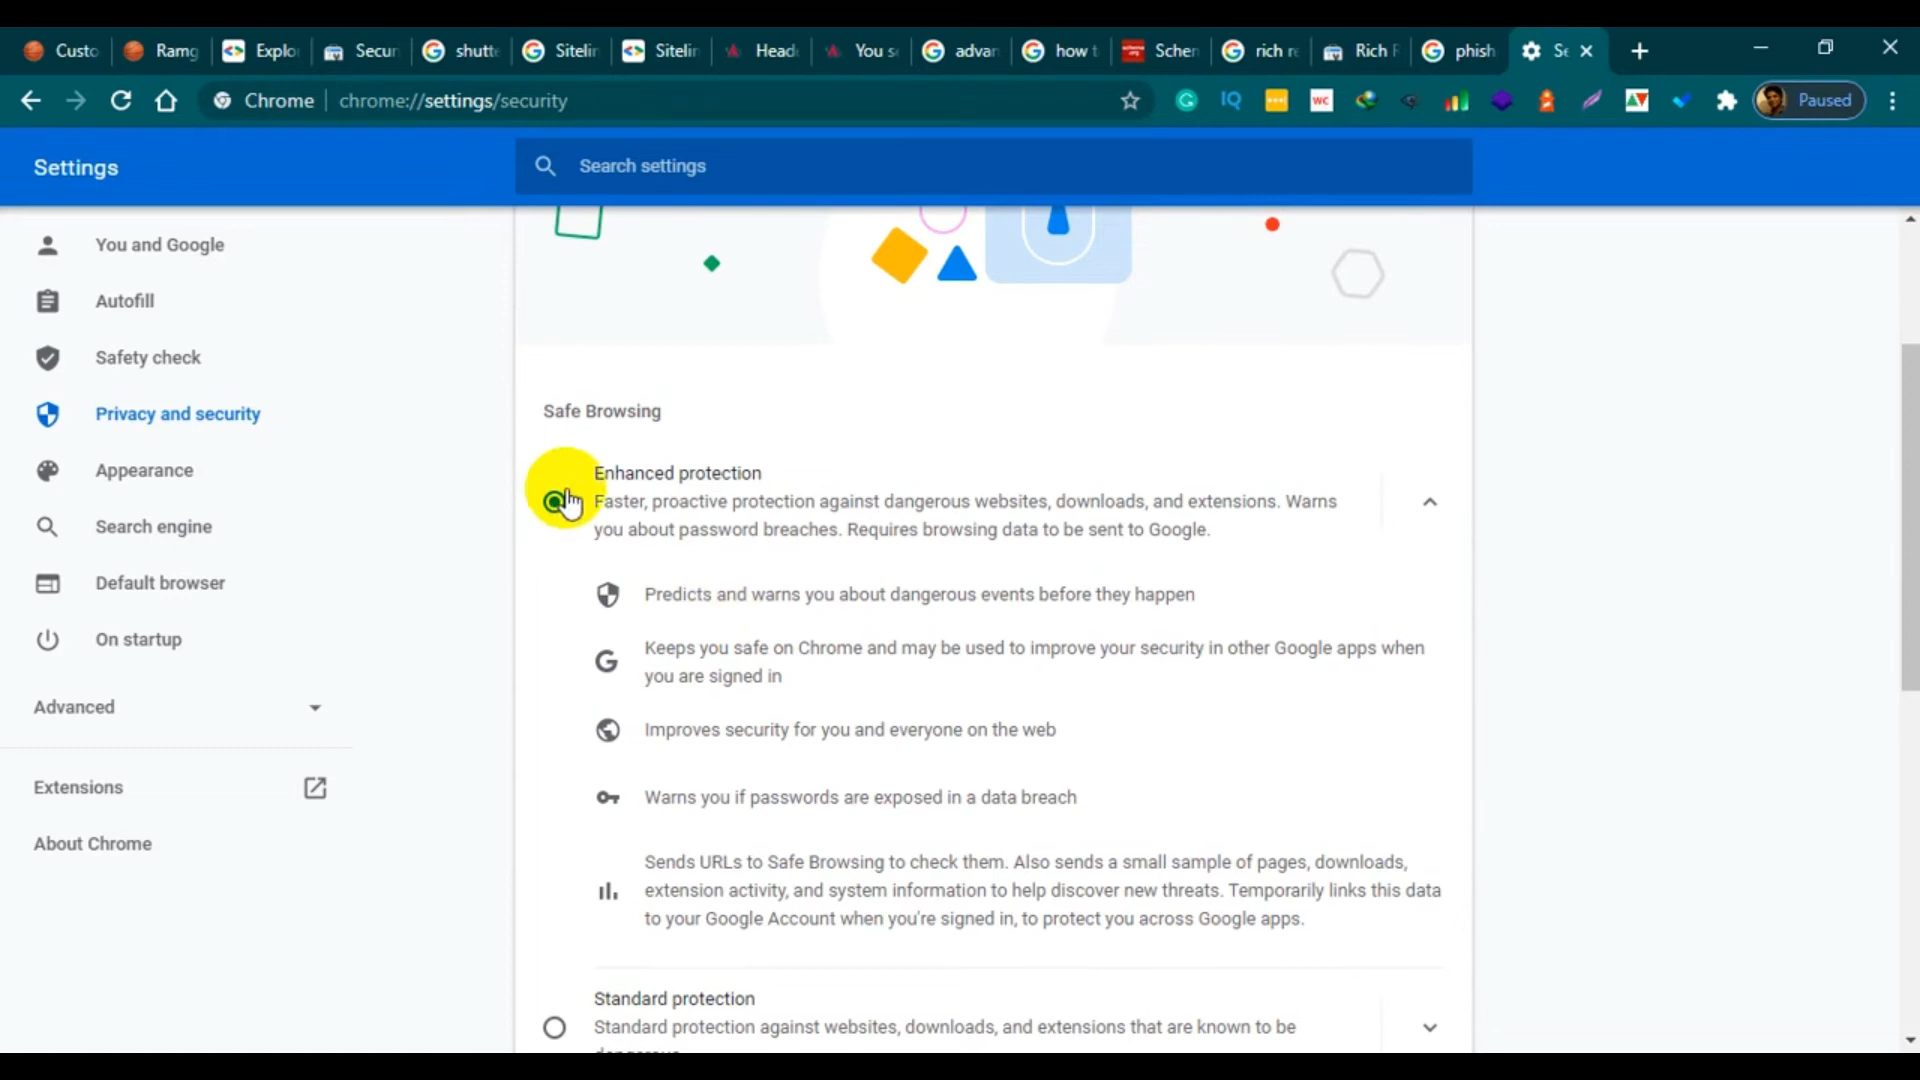 Custo
Ramg
Explo
Secur
shutte
Sitelin
Sitelin
Head
You se
advan
how t
Schem
rich re
Rich R
phish
Se
Chrome
chrome://settings/security
WC
IQ
Paused
Settings
Search settings
You and Google
Autofill
Safety check
Privacy and security
Appearance
Search engine
Default browser
On startup
Advanced
Extensions
About Chrome
Safe Browsing
Enhanced protection
Faster, proactive protection against dangerous websites, downloads, and extensions. Warns
you about password breaches. Requires browsing data to be sent to Google.
Predicts and warns you about dangerous events before they happen
Keeps you safe on Chrome and may be used to improve your security in other Google apps when
you are signed in
Improves security for you and everyone on the web
Warns you if passwords are exposed in a data breach
Sends URLs to Safe Browsing to check them. Also sends a small sample of pages, downloads,
extension activity, and system information to help discover new threats. Temporarily links this data
to your Google Account when you're signed in, to protect you across Google apps.
Standard protection
Standard protection against websites, downloads, and extensions that are known to be